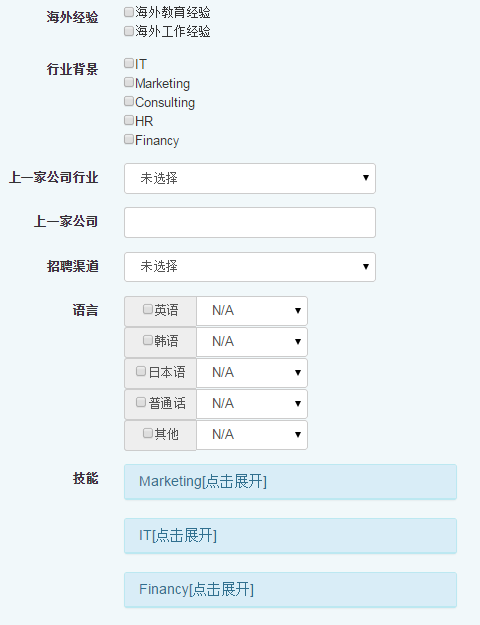 海外经验 海外教育经验
海外工作经验
行业背景 IT
Marketing
Consulting
HR
Financy
上一家公司行业 未选择
上一家公司
招聘渠道 未选择
语言 英语 N/A
韩语 N/A
日本语 N/A
普通话 N/A
其他 N/A
技能 Marketing[点击展开]
IT[点击展开]
Financy[点击展开]